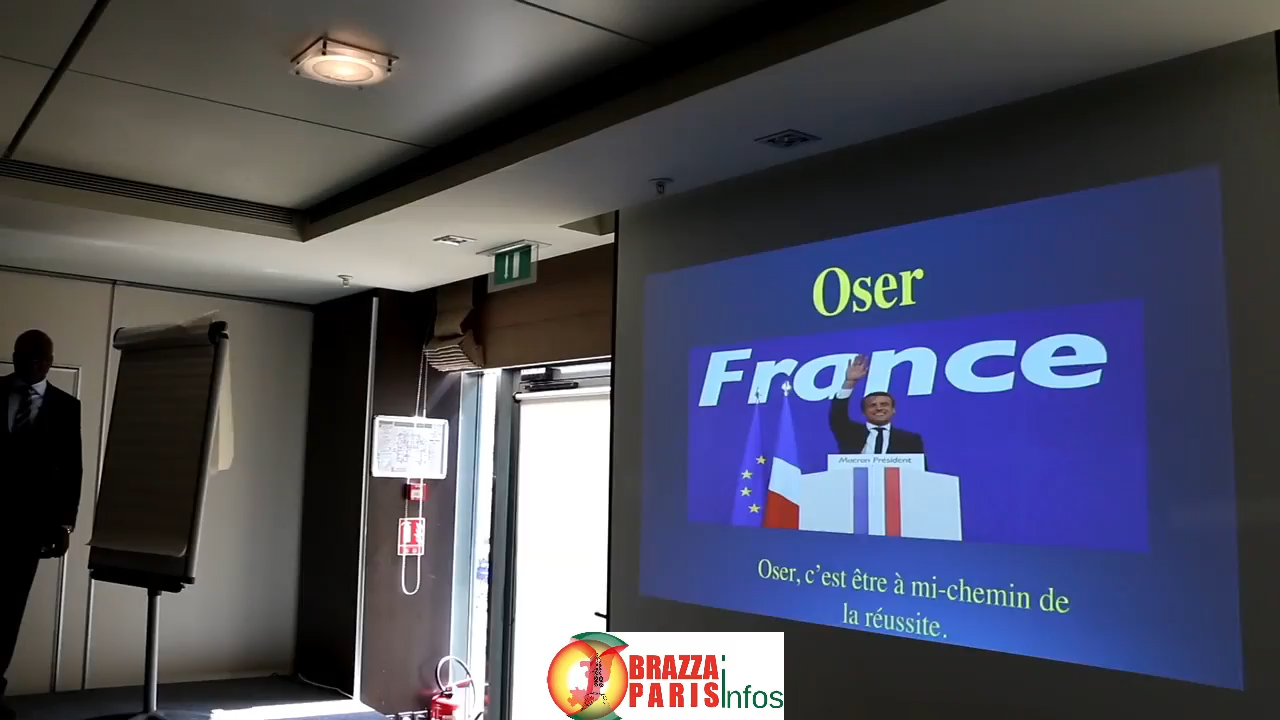 Oser
France
Macron Président
Oser, c'est être à mi-chemin de
la réussite.
BRAZZA
PARIS Infos